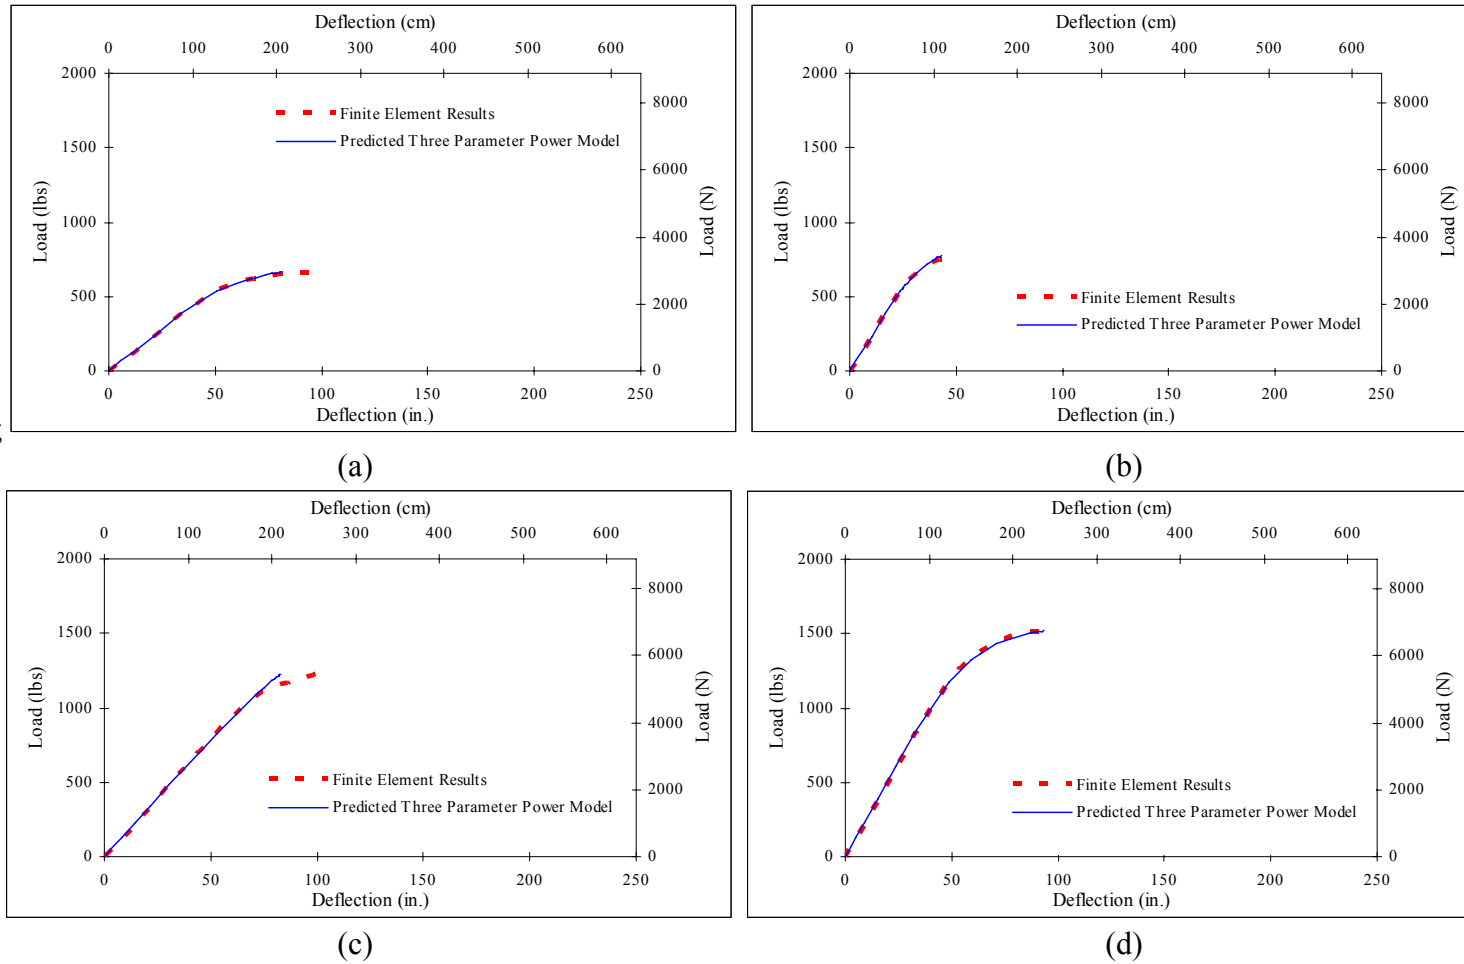 Deflection (cm)
0 100 200 300 400 500 600
2000
1500
1000
500
0
Load (lbs)
8000
6000
4000
2000
0
Load (N)
Finite Element Results
Predicted Three Parameter Power Model
0 50 100 150 200 250
Deflection (in.)
(a)
Deflection (cm)
0 100 200 300 400 500 600
2000
1500
1000
500
0
Load (lbs)
8000
6000
4000
2000
0
Load (N)
Finite Element Results
Predicted Three Parameter Power Model
0 50 100 150 200 250
Deflection (in.)
(b)
Deflection (cm)
0 100 200 300 400 500 600
2000
1500
1000
500
0
Load (lbs)
8000
6000
4000
2000
0
Load (N)
Finite Element Results
Predicted Three Parameter Power Model
0 50 100 150 200 250
Deflection (in.)
(c)
Deflection (cm)
0 100 200 300 400 500 600
2000
1500
1000
500
0
Load (lbs)
8000
6000
4000
2000
0
Load (N)
Finite Element Results
Predicted Three Parameter Power Model
0 50 100 150 200 250
Deflection (in.)
(d)